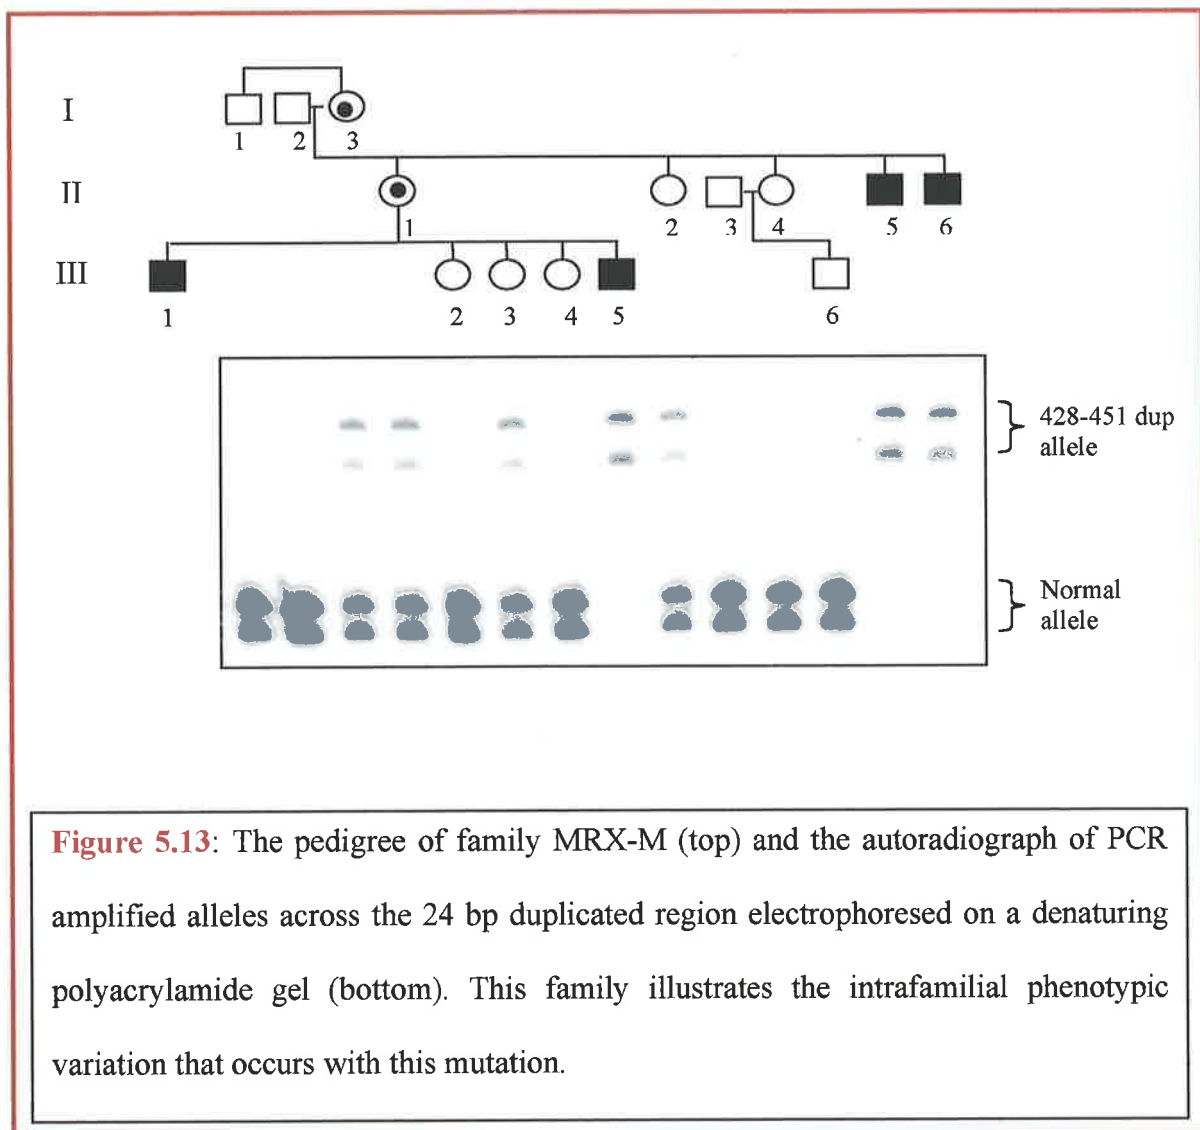 I
1 2 3
II
1 2 3 4 5 6
III
1 2 3 4 5 6
428-451 dup
allele
Normal
allele
Figure 5.13: The pedigree of family MRX-M (top) and the autoradiograph of PCR
amplified alleles across the 24 bp duplicated region electrophoresed on a denaturing
polyacrylamide gel (bottom). This family illustrates the intrafamilial phenotypic
variation that occurs with this mutation.